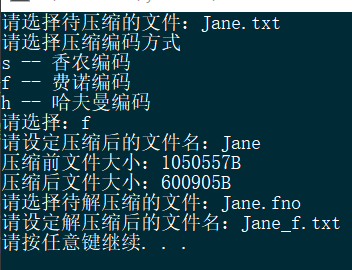 请选择待压缩的文件：Jane.txt
请选择压缩编码方式
s -- 香农编码
f -- 费诺编码
h -- 哈夫曼编码
请选择：f
请设定压缩后的文件名：Jane
压缩前文件大小：1050557B
压缩后文件大小：600905B
请选择待解压缩的文件：Jane.fno
请设定解压缩后的文件名：Jane_f.txt
请按任意键继续. . .